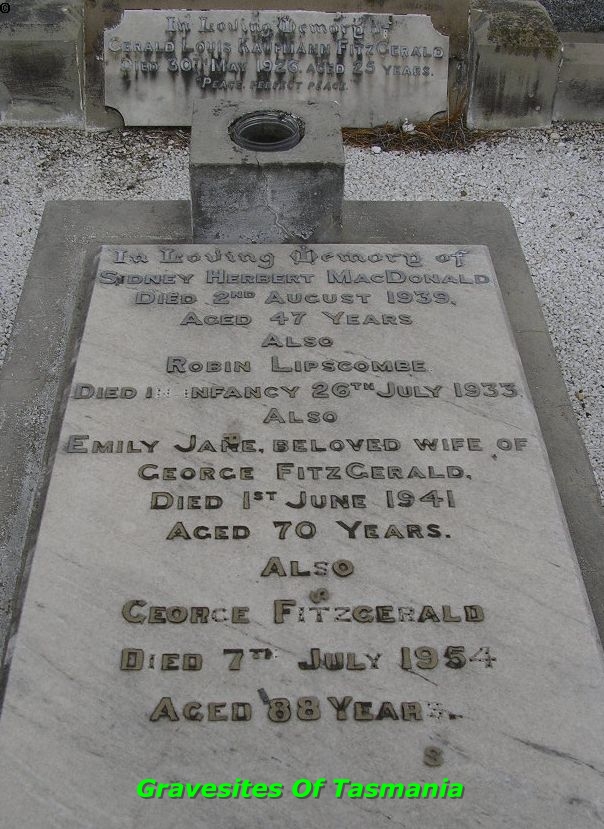 In Loving Memory of
Gerald Louis Kaufmann FitzGerald
Died 30th May 1926. Aged 25 Years.
Peace, perfect peace.
In Loving Memory of
Sidney Herbert MacDonald
Died 2nd August 1939,
Aged 47 Years
Also
Robin Lipscombe
Died in infancy 26th July 1933.
Also
Emily Jane, beloved wife of
George FitzGerald,
Died 1st June 1941
Aged 70 Years.
Also
George FitzGerald
Died 7th July 1954
Aged 88 Years.
S
Gravesites Of Tasmania